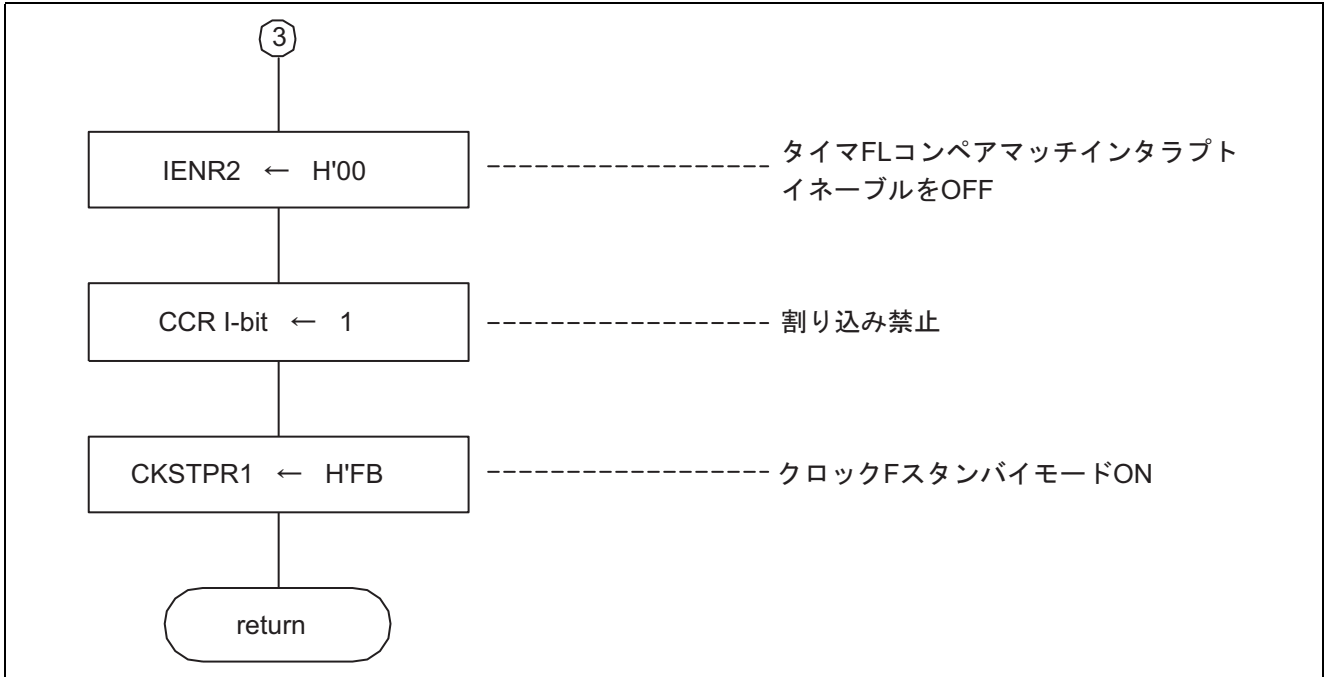 3
IENR2 ← H'00
タイマFLコンペアマッチインタラプト
イネーブルをOFF
CCR I-bit ← 1
割り込み禁止
CKSTPR1 ← H'FB
クロックFスタンバイモードON
return